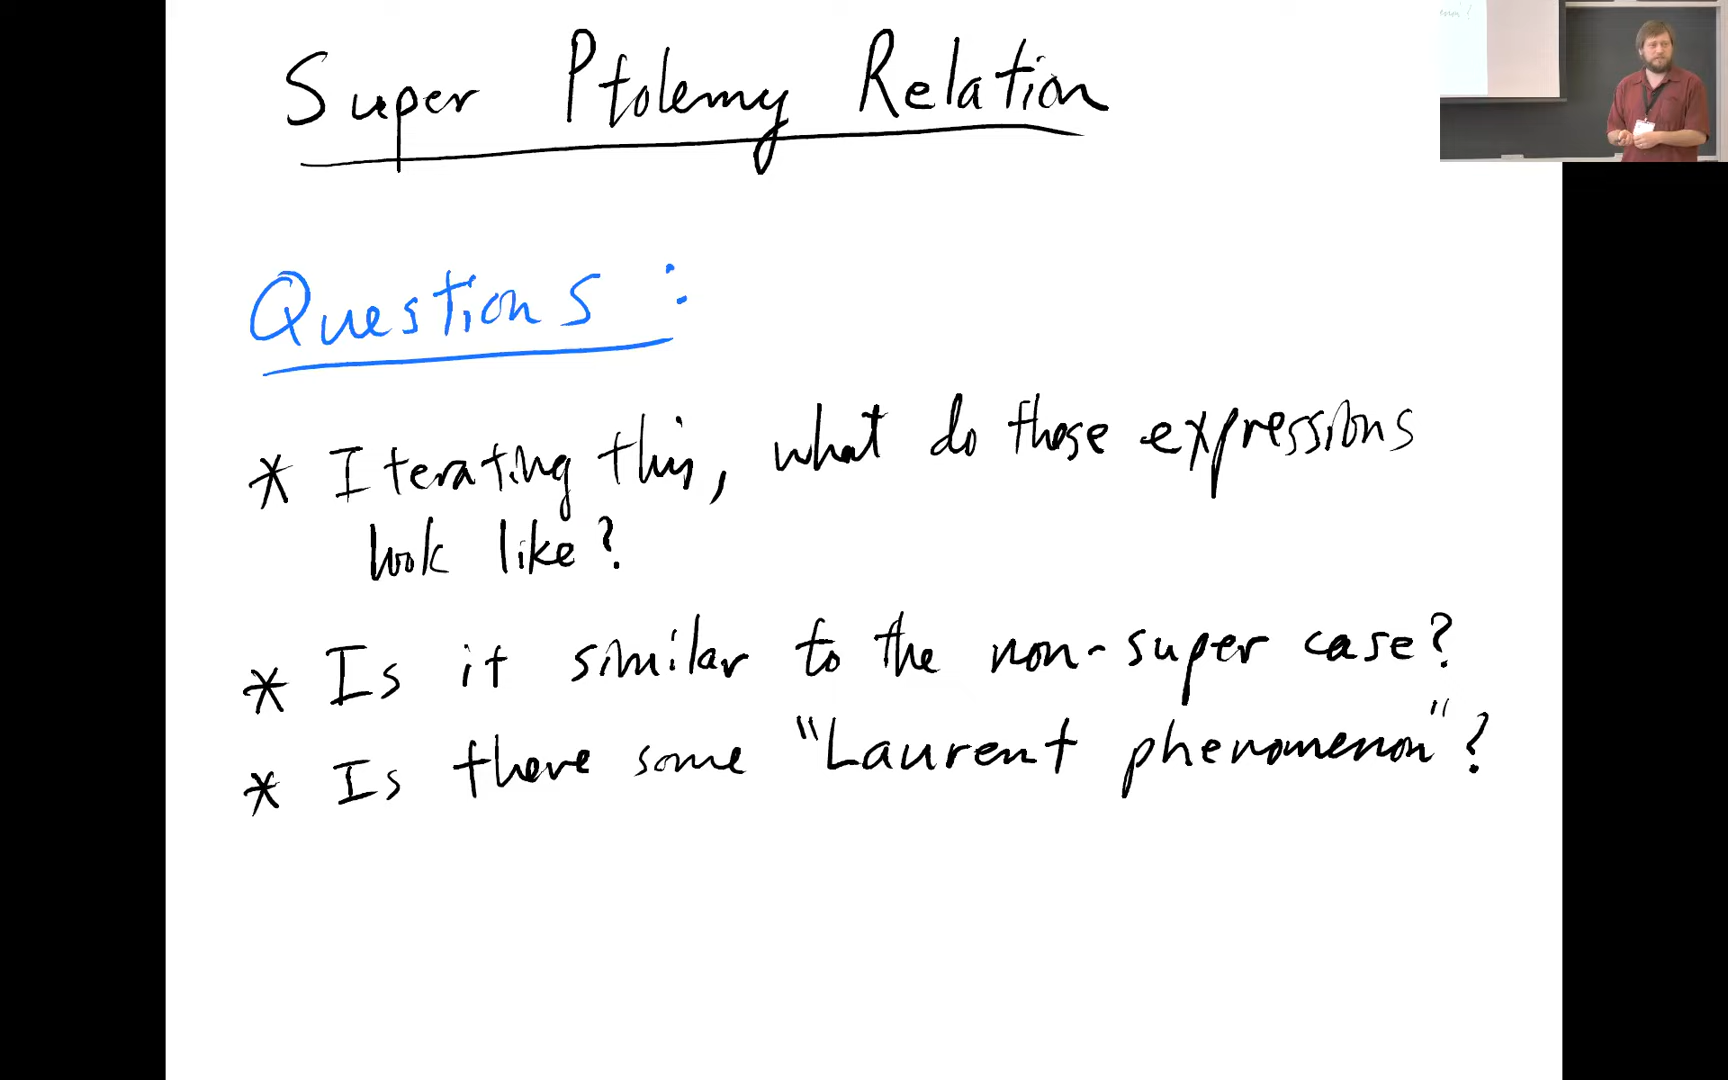 Super Ptolemy Relation
Questions:
* Iterating this, what do these expressions
look like?
* Is it similar to the non-super case?
* Is there some "Laurent phenomenon"?